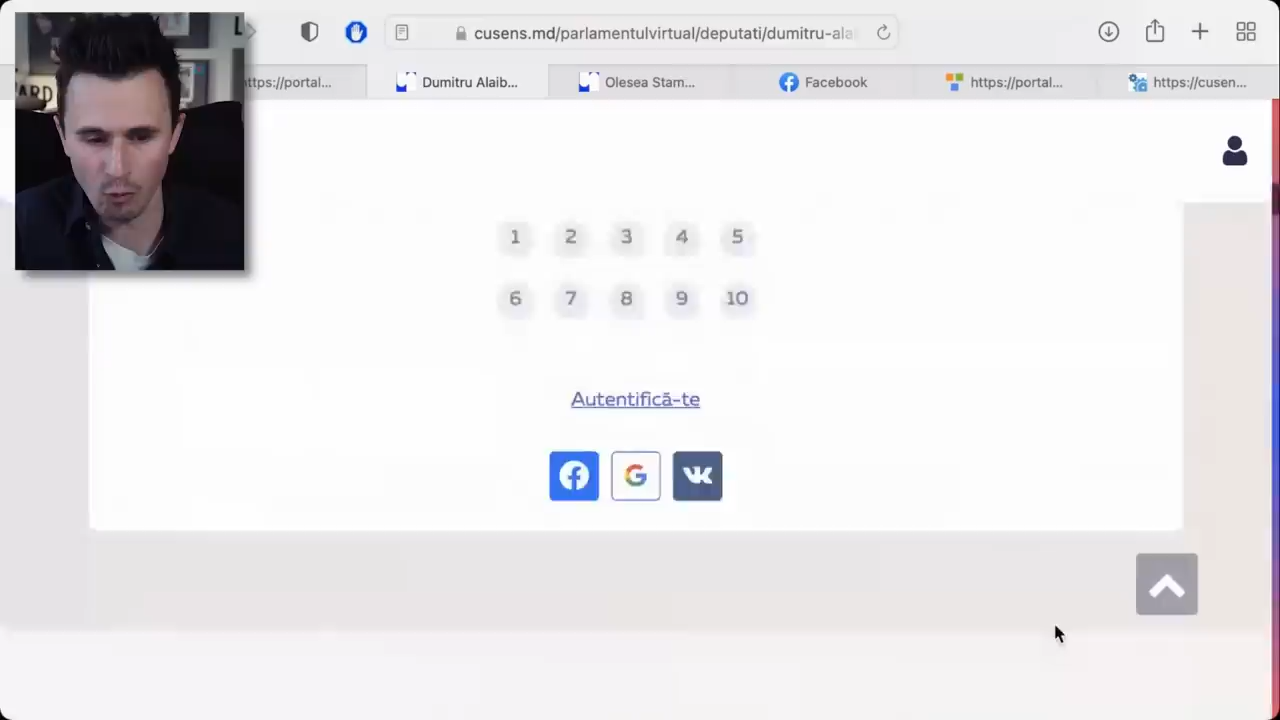 cusens.md/parlamentulvirtual/deputati/dumitru-ala
https://portal...
Dumitru Alaib...
Olesea Stam...
Facebook
https://portal...
https://cusen...
1 2 3 4 5
6 7 8 9 10
Autentifică-te